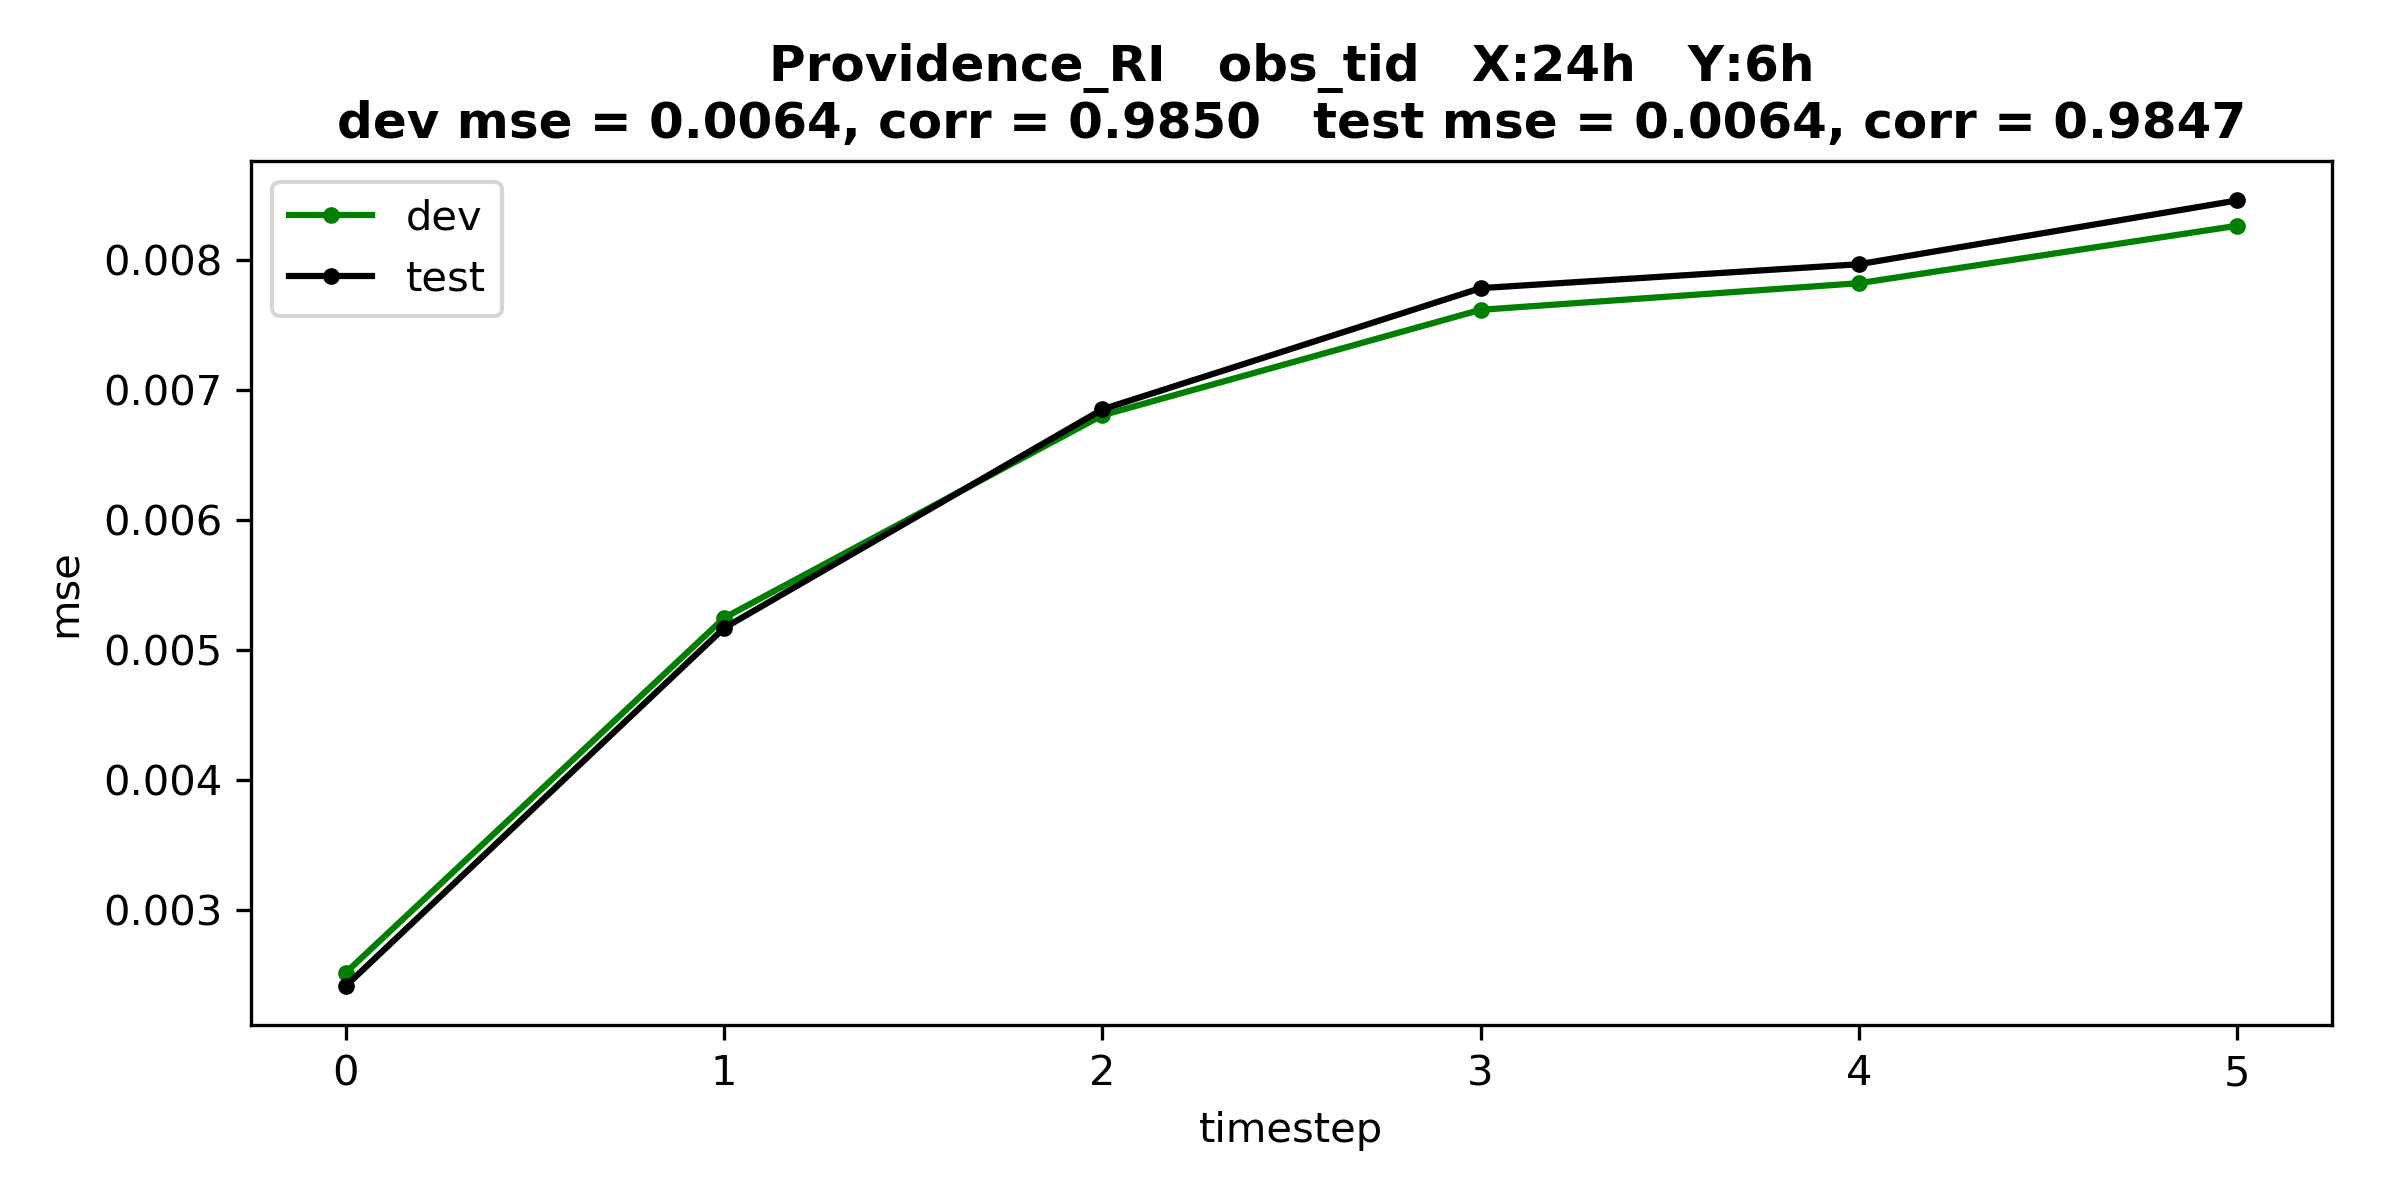 Providence_RI   obs_tid   X:24h   Y:6h
dev mse = 0.0064, corr = 0.9850   test mse = 0.0064, corr = 0.9847
dev
test
0.008
0.007
0.006
0.005
0.004
0.003
mse
0 1 2 3 4 5
timestep